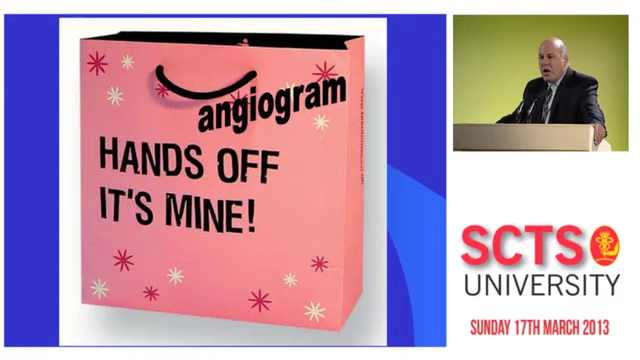 angiogram
HANDS OFF
IT'S MINE!
SCTS
UNIVERSITY
SUNDAY 17TH MARCH 2013